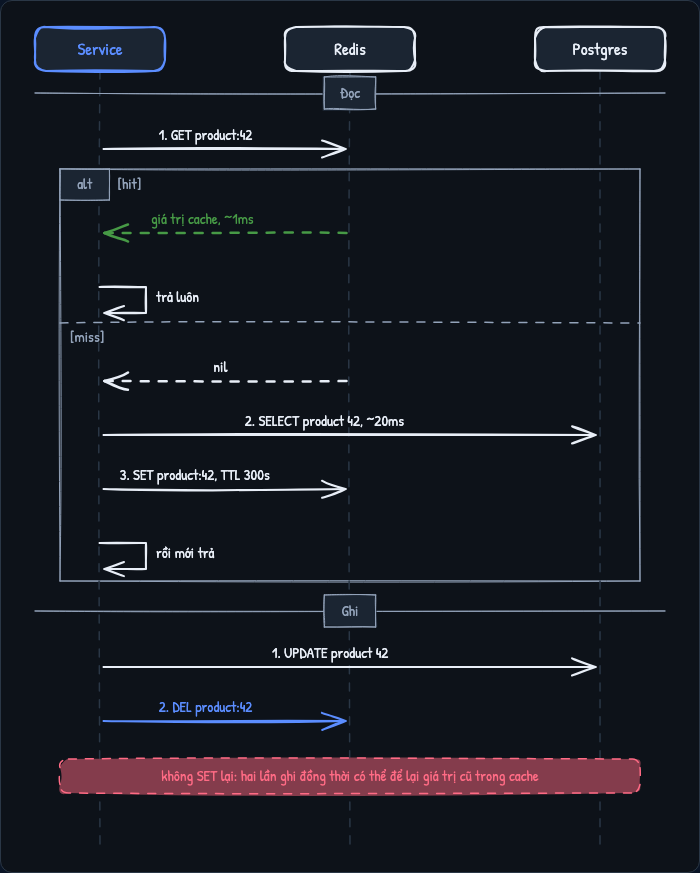 Service
Redis
Postgres
Đọc
1. GET product:42
alt
[hit]
giá trị cache, ~1ms
trả luôn
[miss]
nil
2. SELECT product 42, ~20ms
3. SET product:42, TTL 300s
rồi mới trả
Ghi
1. UPDATE product 42
2. DEL product:42
không SET lại: hai lần ghi đồng thời có thể để lại giá trị cũ trong cache